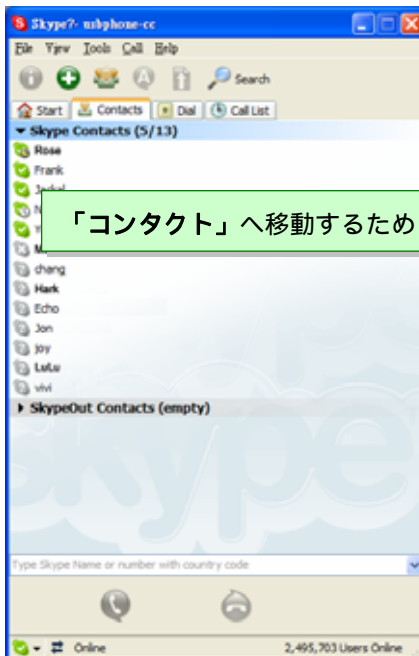 Skype?- usbphone-cc
File View Tools Call Help
Search
Start Contacts Dial Call List
Skype Contacts (5/13)
Rose
Frank
「コンタクト」へ移動するため
chang
Hark
Echo
Jon
joy
LuLu
vivi
SkypeOut Contacts (empty)
Type Skype Name or number with country code
Online 2,495,703 Users Online